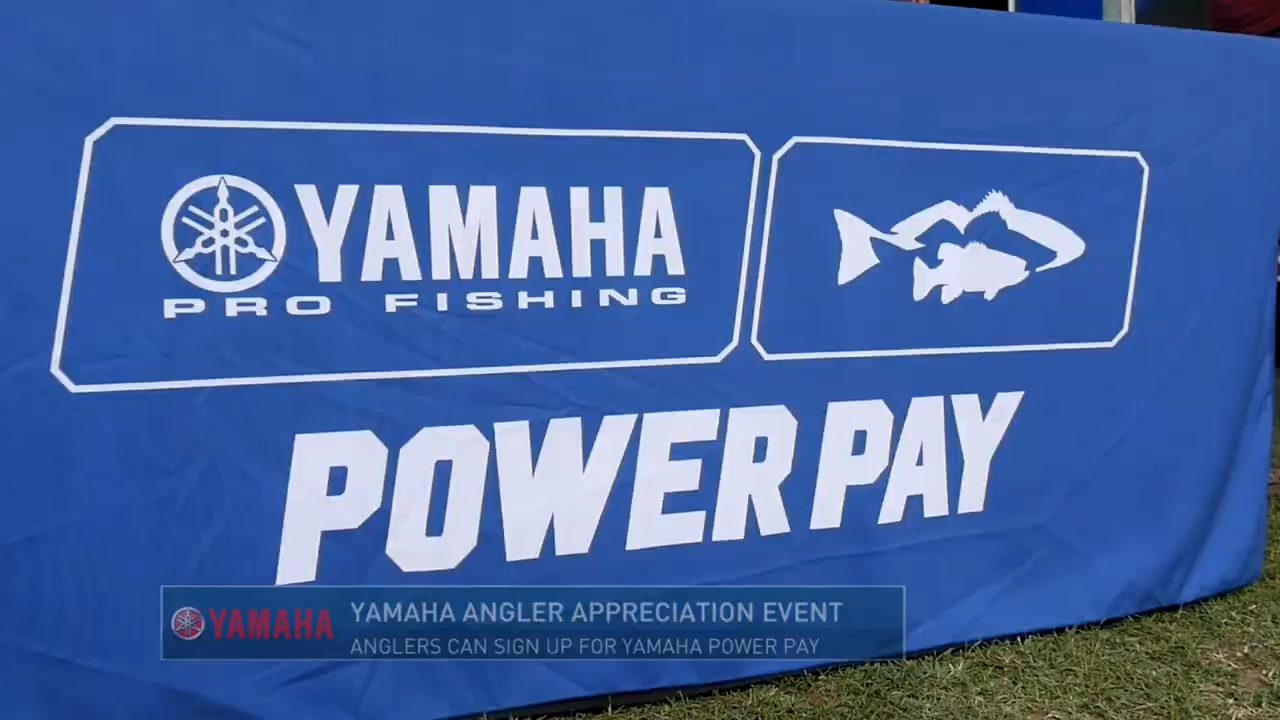 YAMAHA
PRO FISHING
POWER PAY
YAMAHA
YAMAHA ANGLER APPRECIATION EVENT
ANGLERS CAN SIGN UP FOR YAMAHA POWER PAY